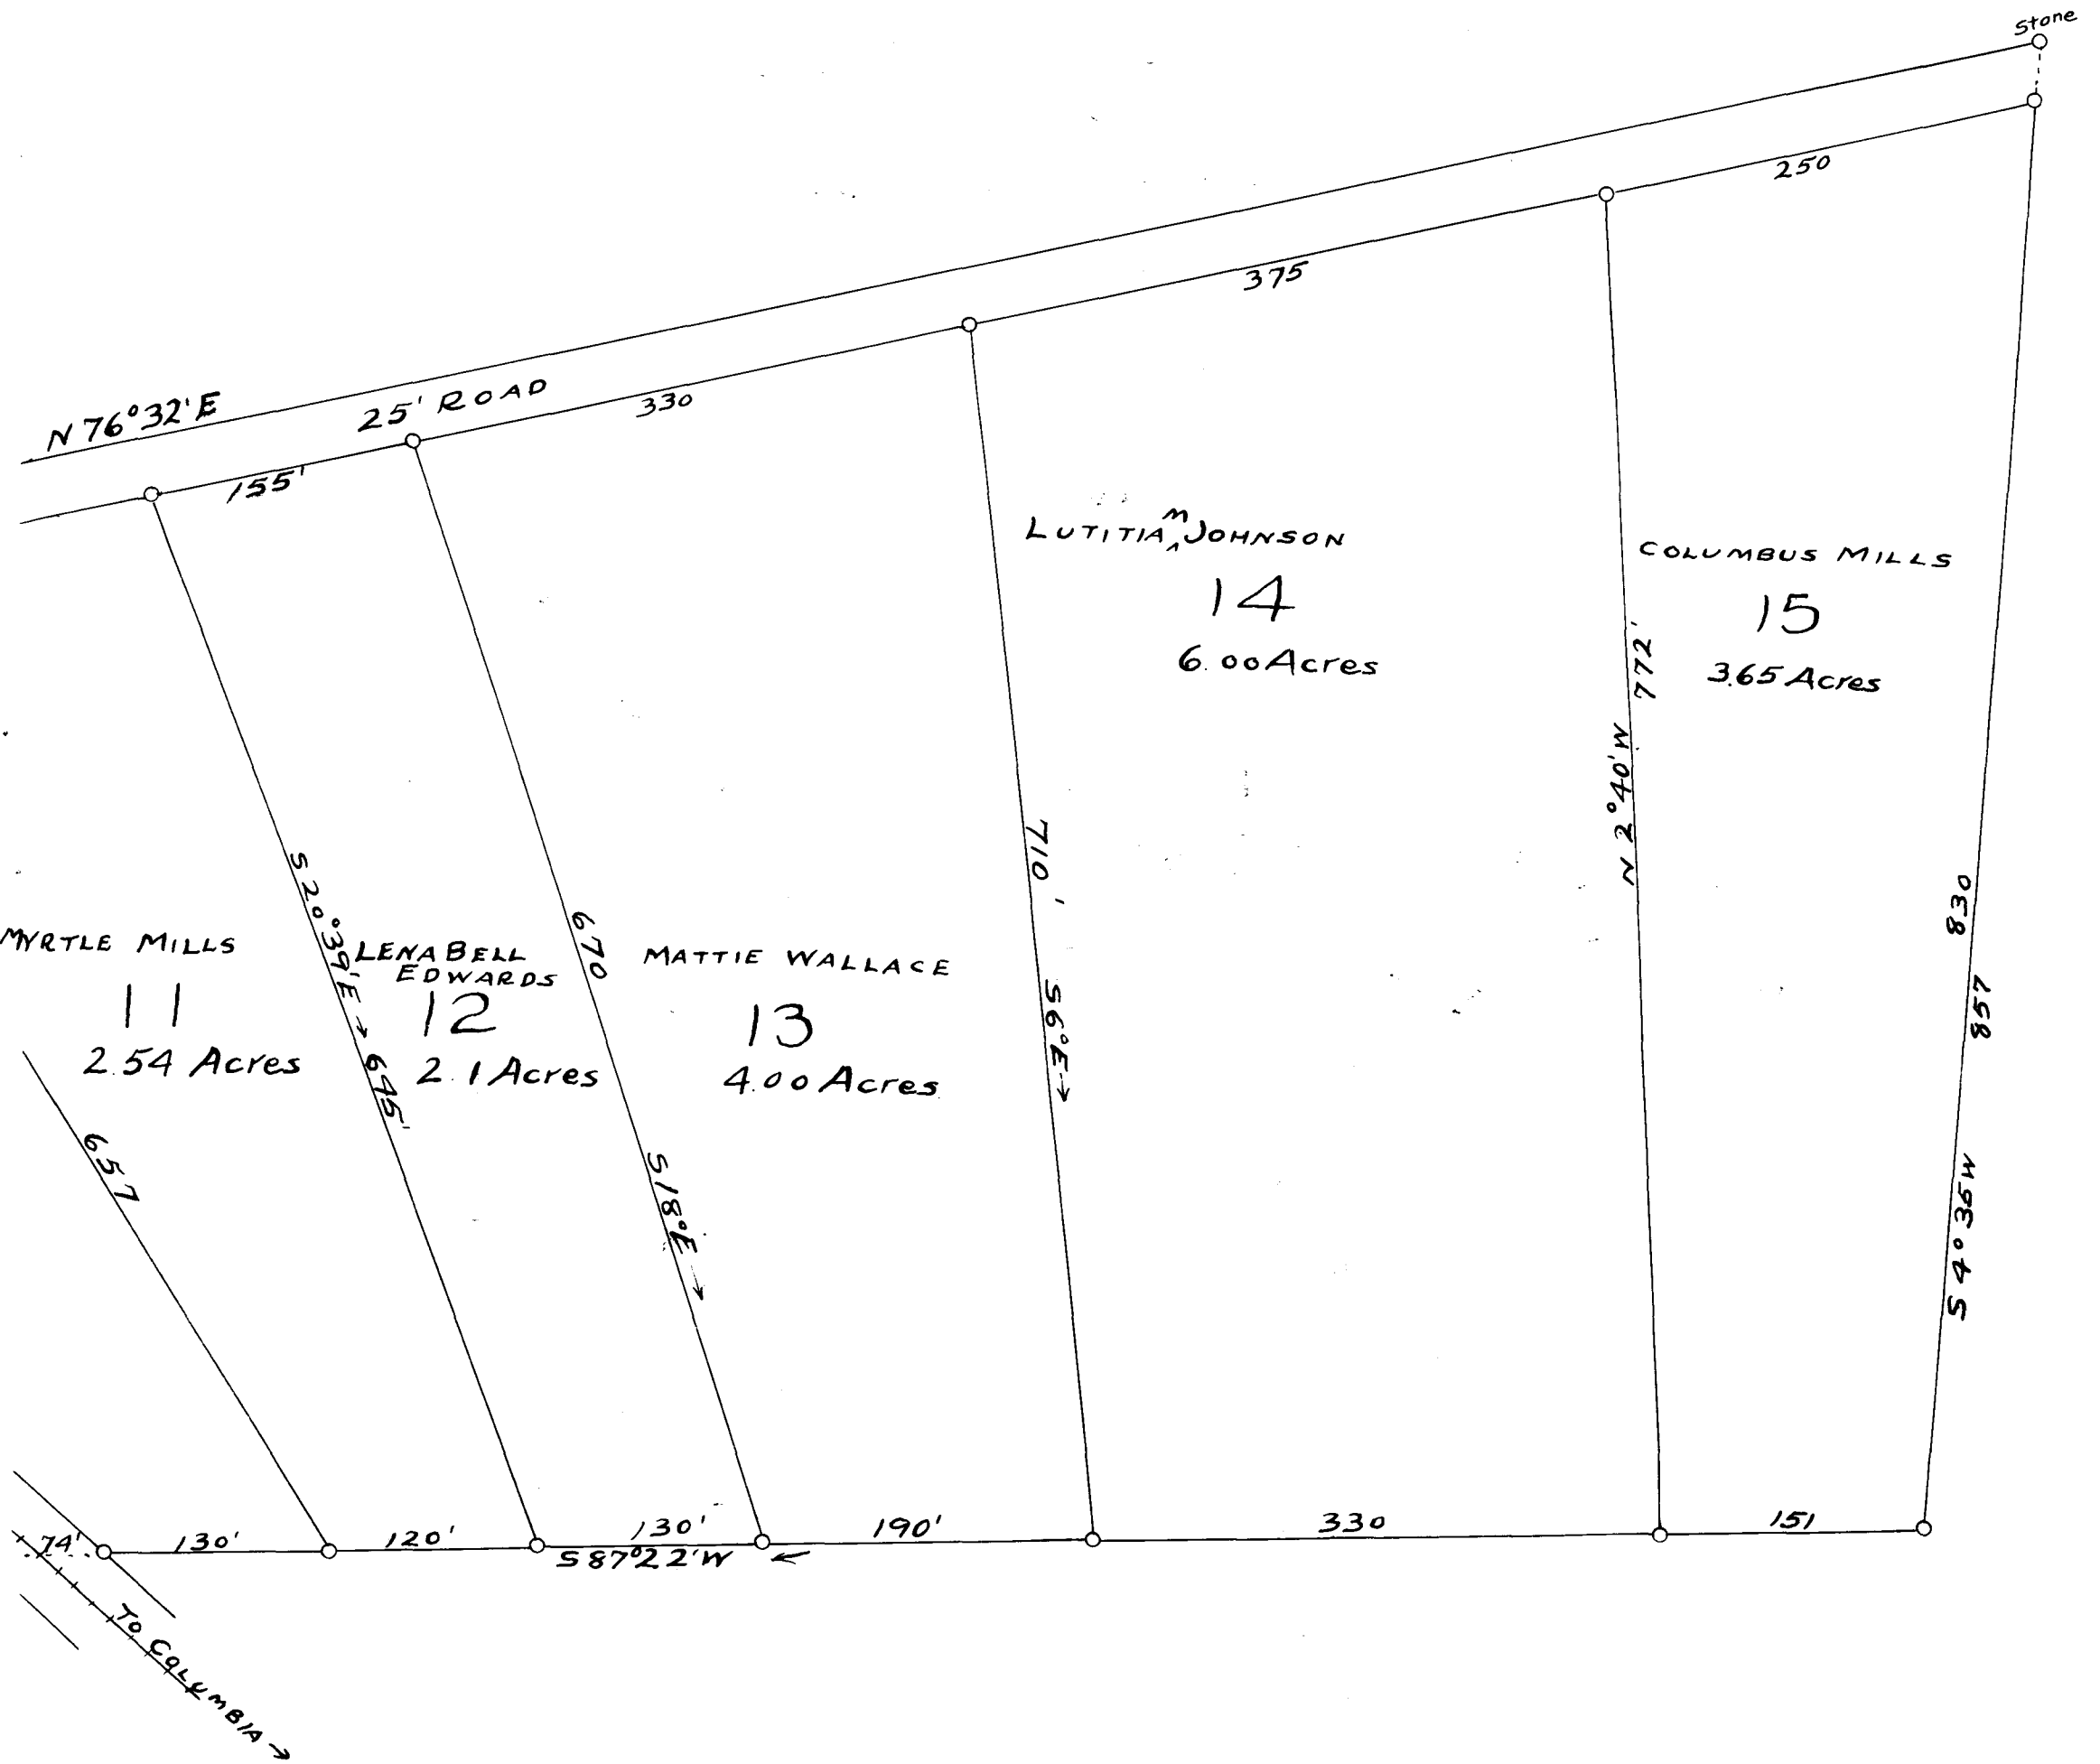 Stone
250
375
330
N 76°32' E
25' ROAD
155'
LUTITIA M JOHNSON
14
6.00 Acres
COLUMBUS MILLS
15
3.65 Acres
N 2°40' W 772'
S 4° 35 W 857 830
710' S6°E
670 S18°E
S 20°39' E 645'
657
MYRTLE MILLS
11
2.54 Acres
LENA BELL
EDWARDS
12
2.1 Acres
MATTIE WALLACE
13
4.00 Acres
74'
130'
120'
130'
190'
330
151
S 87°22' W
TO COLUMBIA